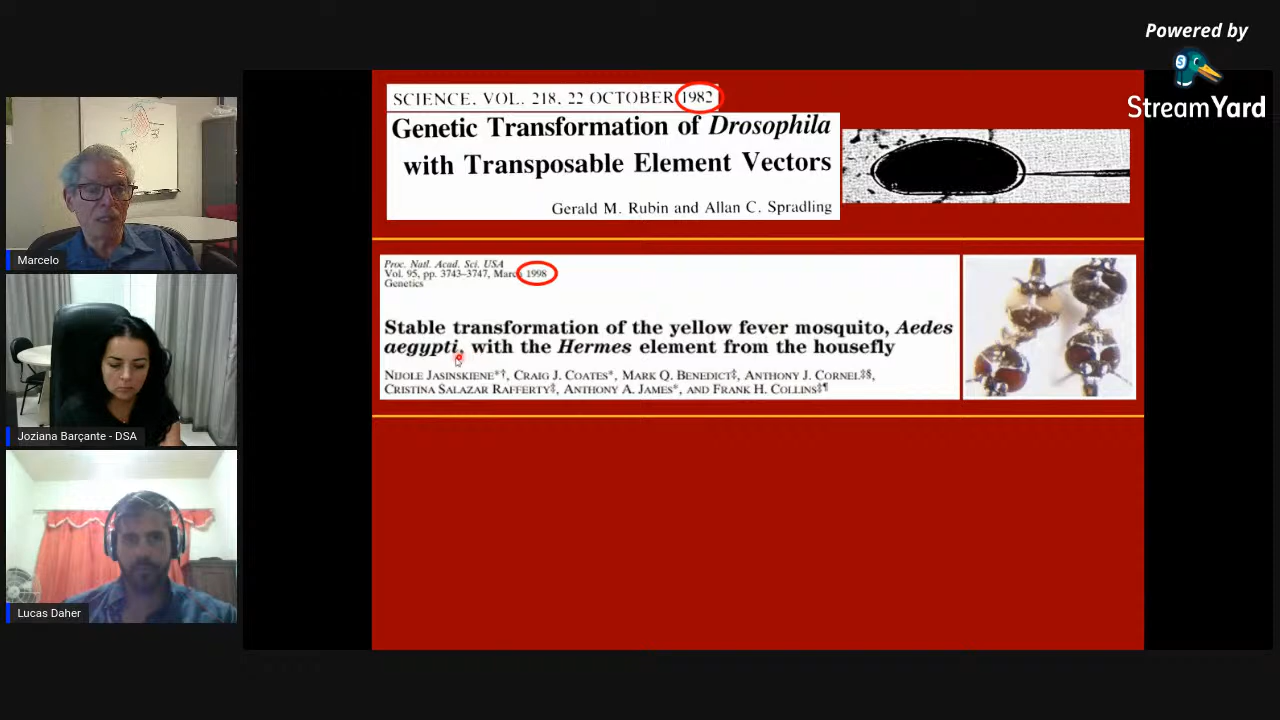 Powered by
StreamYard
SCIENCE, VOL. 218, 22 OCTOBER 1982
Genetic Transformation of Drosophila
with Transposable Element Vectors
Gerald M. Rubin and Allan C. Spradling
Proc. Natl. Acad. Sci. USA
Vol. 95, pp. 3743–3747, March 1998
Genetics
Stable transformation of the yellow fever mosquito, Aedes
aegypti, with the Hermes element from the housefly
NIJOLE JASINSKIENE*†, CRAIG J. COATES*, MARK Q. BENEDICT‡, ANTHONY J. CORNEL‡§,
CRISTINA SALAZAR RAFFERTY‡, ANTHONY A. JAMES*, AND FRANK H. COLLINS‡¶
Marcelo
Joziana Barçante - DSA
Lucas Daher